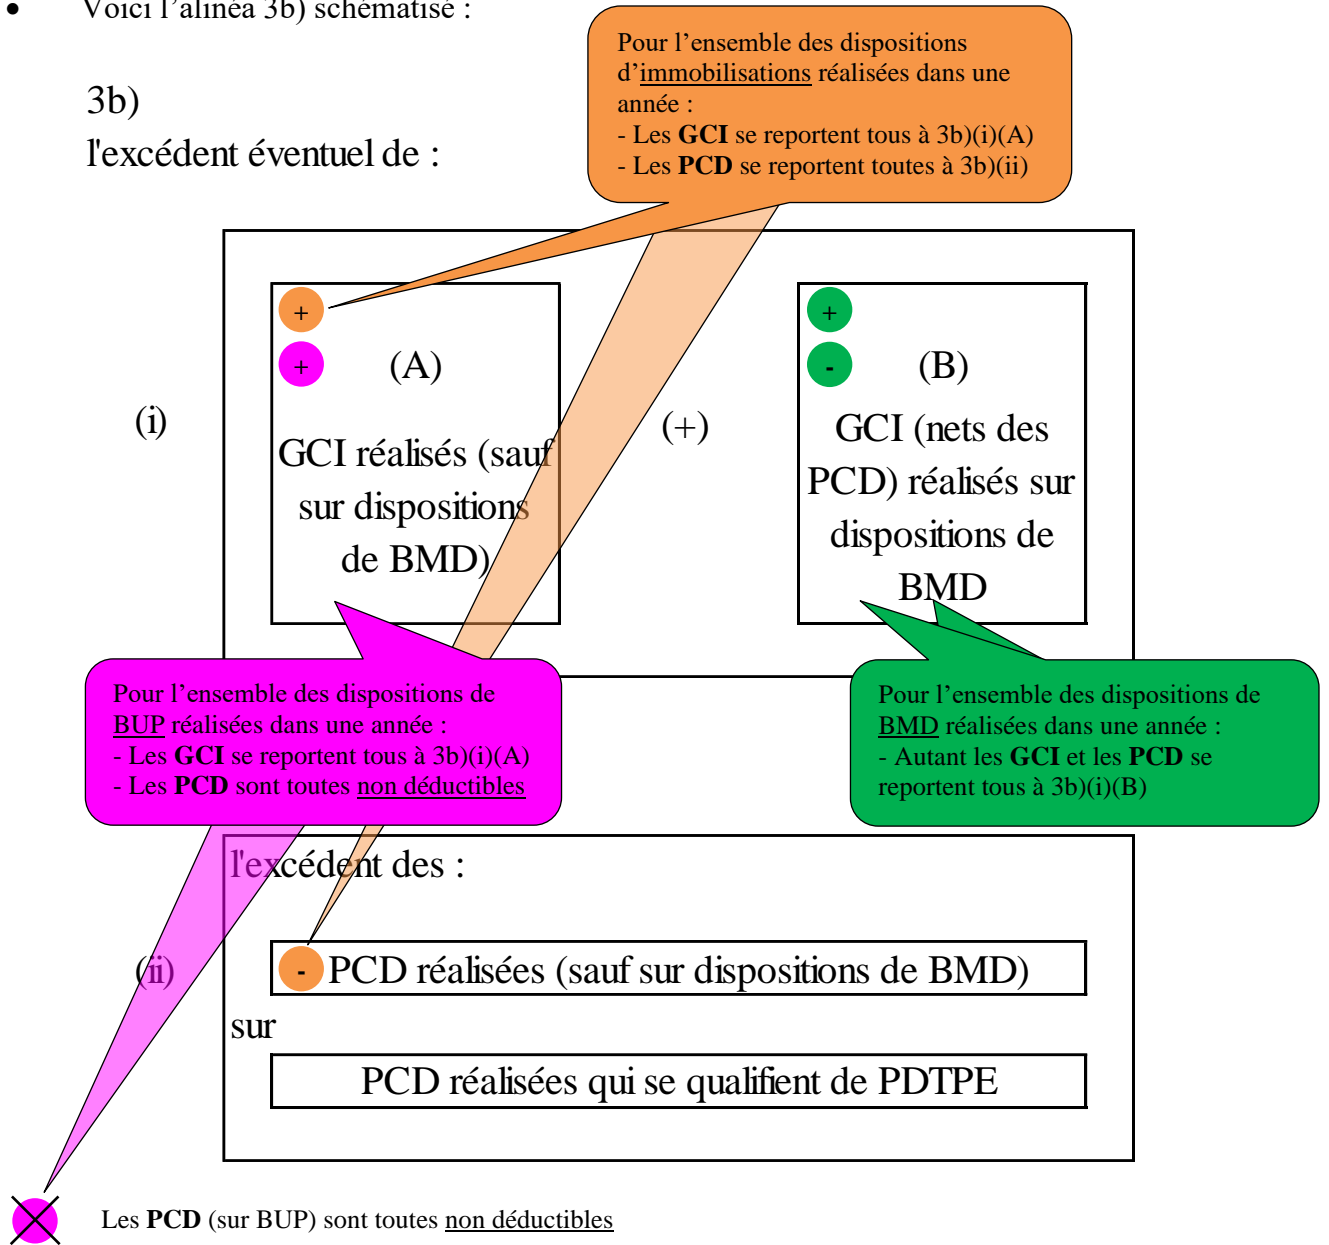 • Voici l’alinéa 3b) schématisé :
Pour l’ensemble des dispositions
d’immobilisations réalisées dans une
année :
- Les GCI se reportent tous à 3b)(i)(A)
- Les PCD se reportent toutes à 3b)(ii)
3b)
l'excédent éventuel de :
(i)
+
+
(A)
GCI réalisés (sauf
sur dispositions
de BMD)
(+)
+
-
(B)
GCI (nets des
PCD) réalisés sur
dispositions de
BMD
Pour l’ensemble des dispositions de
BUP réalisées dans une année :
- Les GCI se reportent tous à 3b)(i)(A)
- Les PCD sont toutes non déductibles
Pour l’ensemble des dispositions de
BMD réalisées dans une année :
- Autant les GCI et les PCD se
reportent tous à 3b)(i)(B)
l'excédent des :
(ii)
- PCD réalisées (sauf sur dispositions de BMD)
sur
PCD réalisées qui se qualifient de PDTPE
Les PCD (sur BUP) sont toutes non déductibles